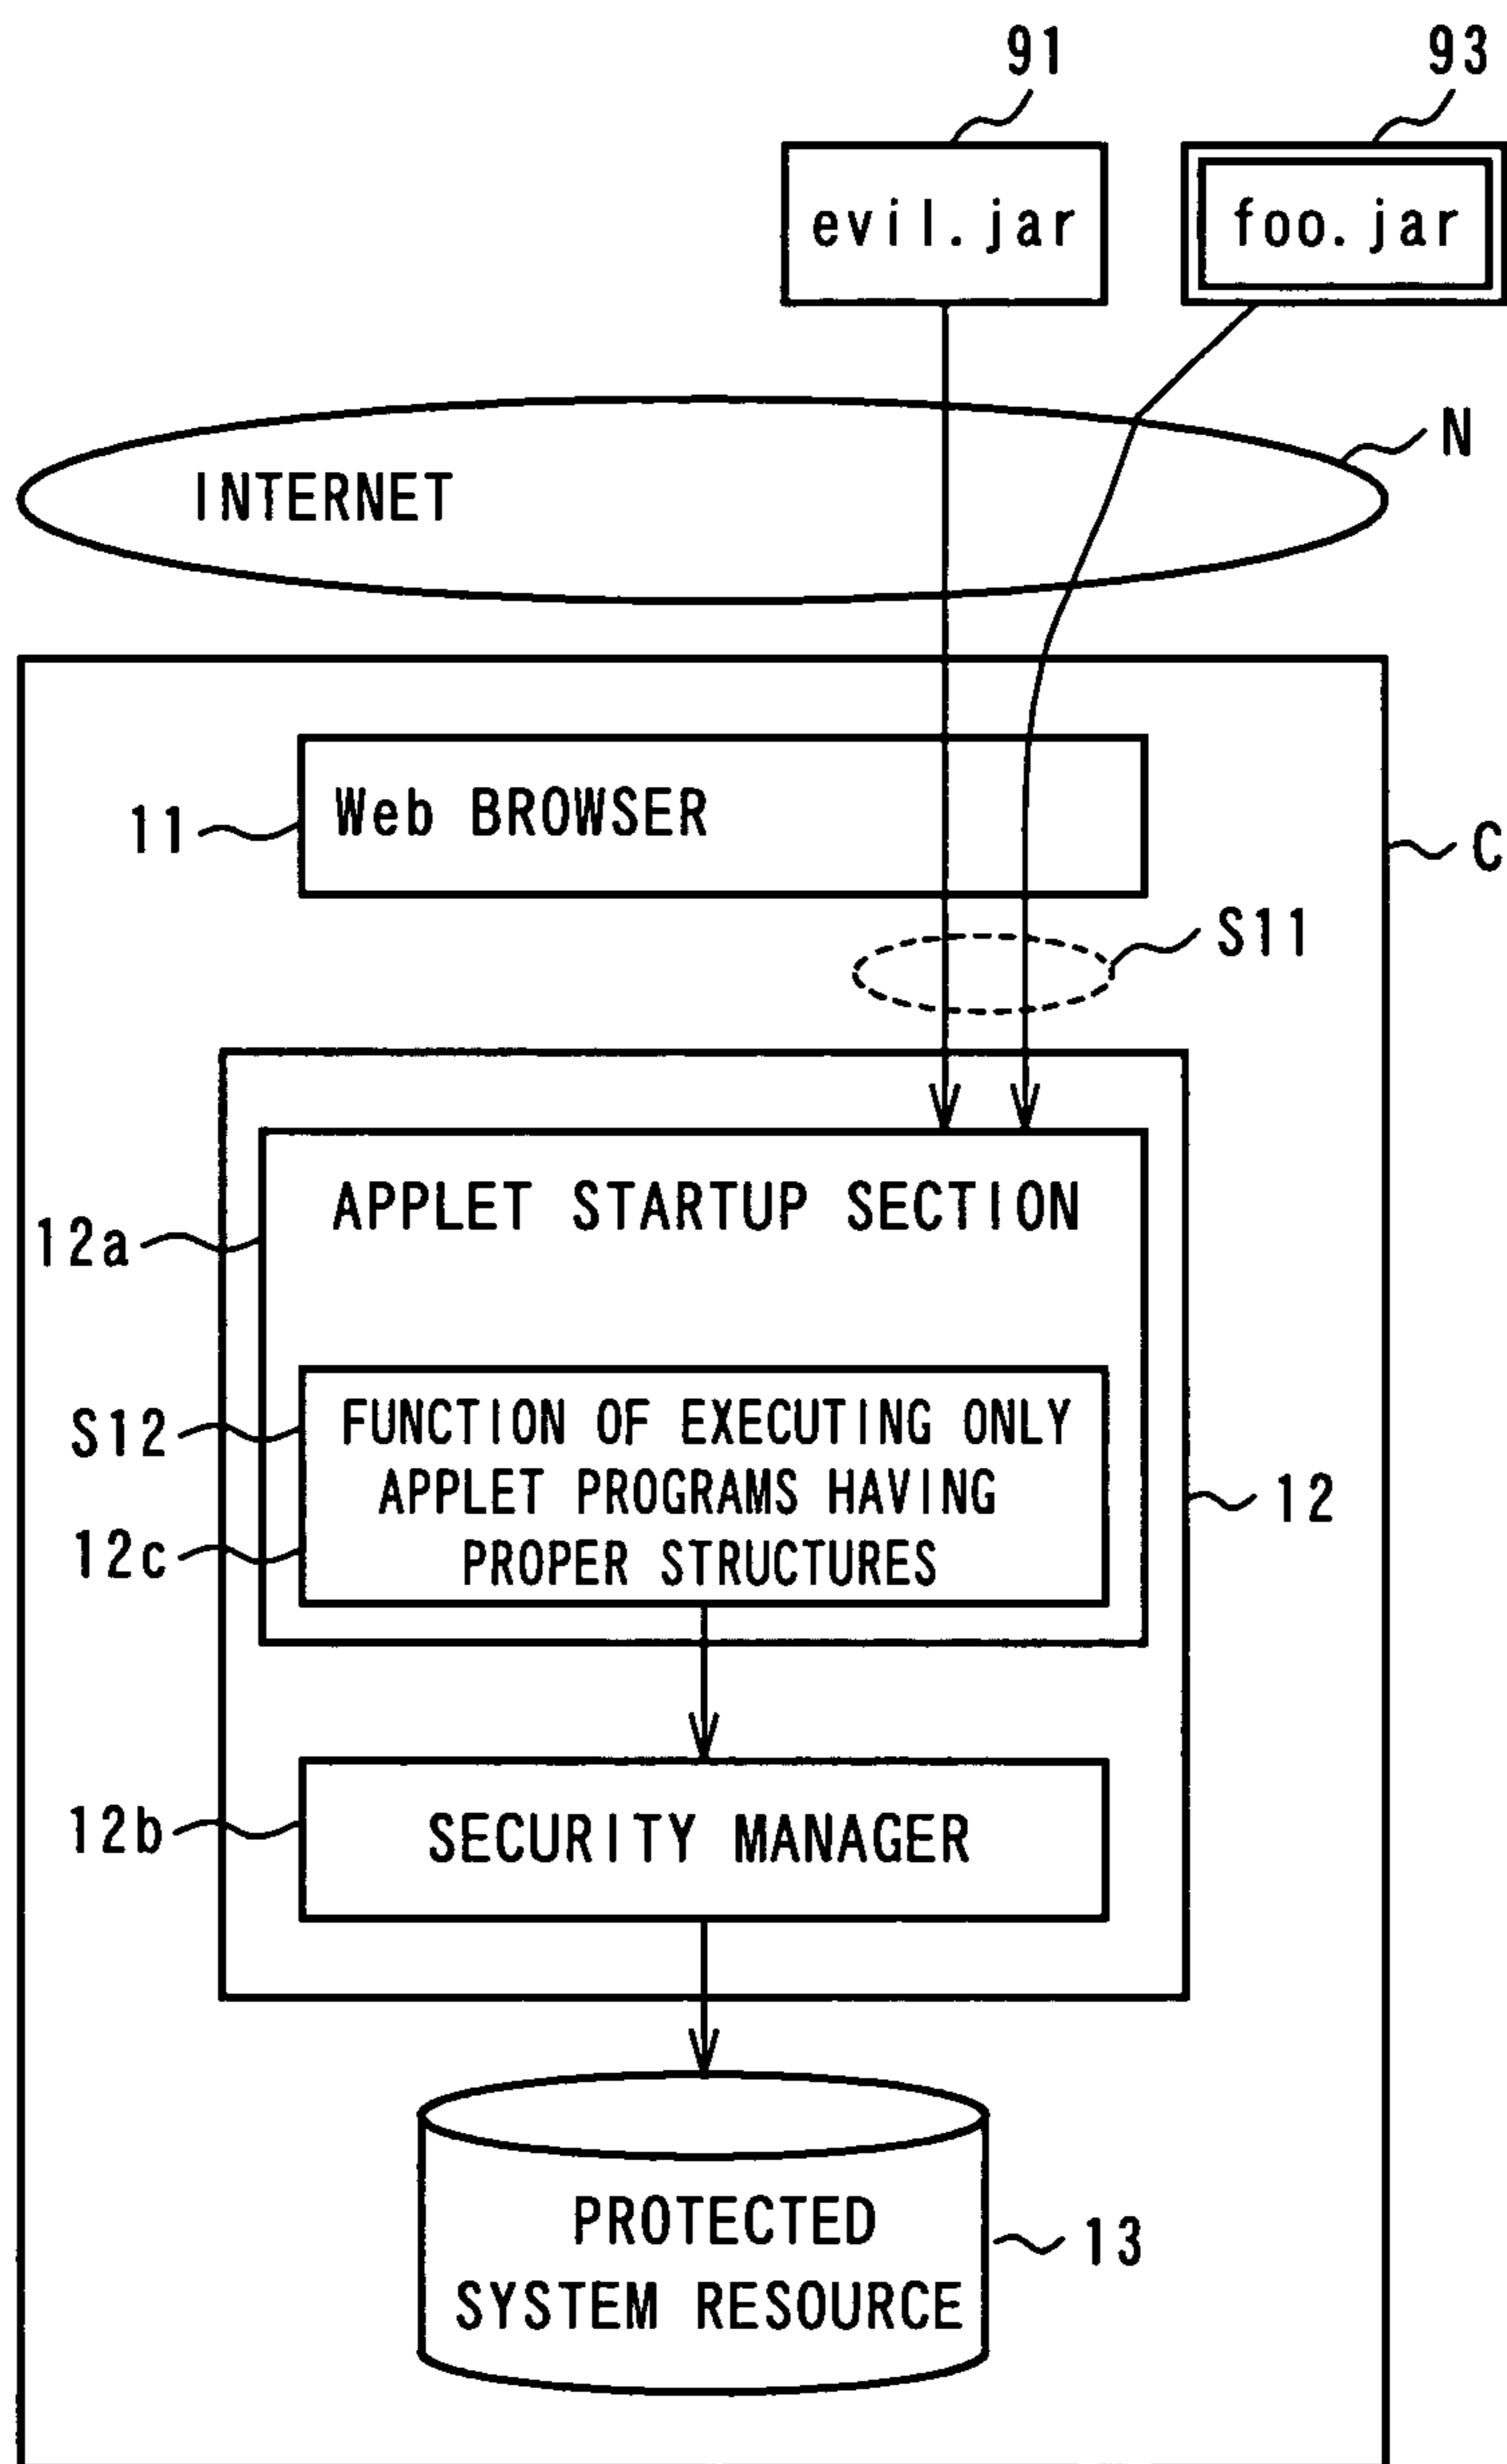 91
93
evil.jar
foo.jar
N
INTERNET
Web BROWSER
11
C
S11
APPLET STARTUP SECTION
12a
S12
FUNCTION OF EXECUTING ONLY
APPLET PROGRAMS HAVING
PROPER STRUCTURES
12
12c
12b
SECURITY MANAGER
PROTECTED
SYSTEM RESOURCE
13